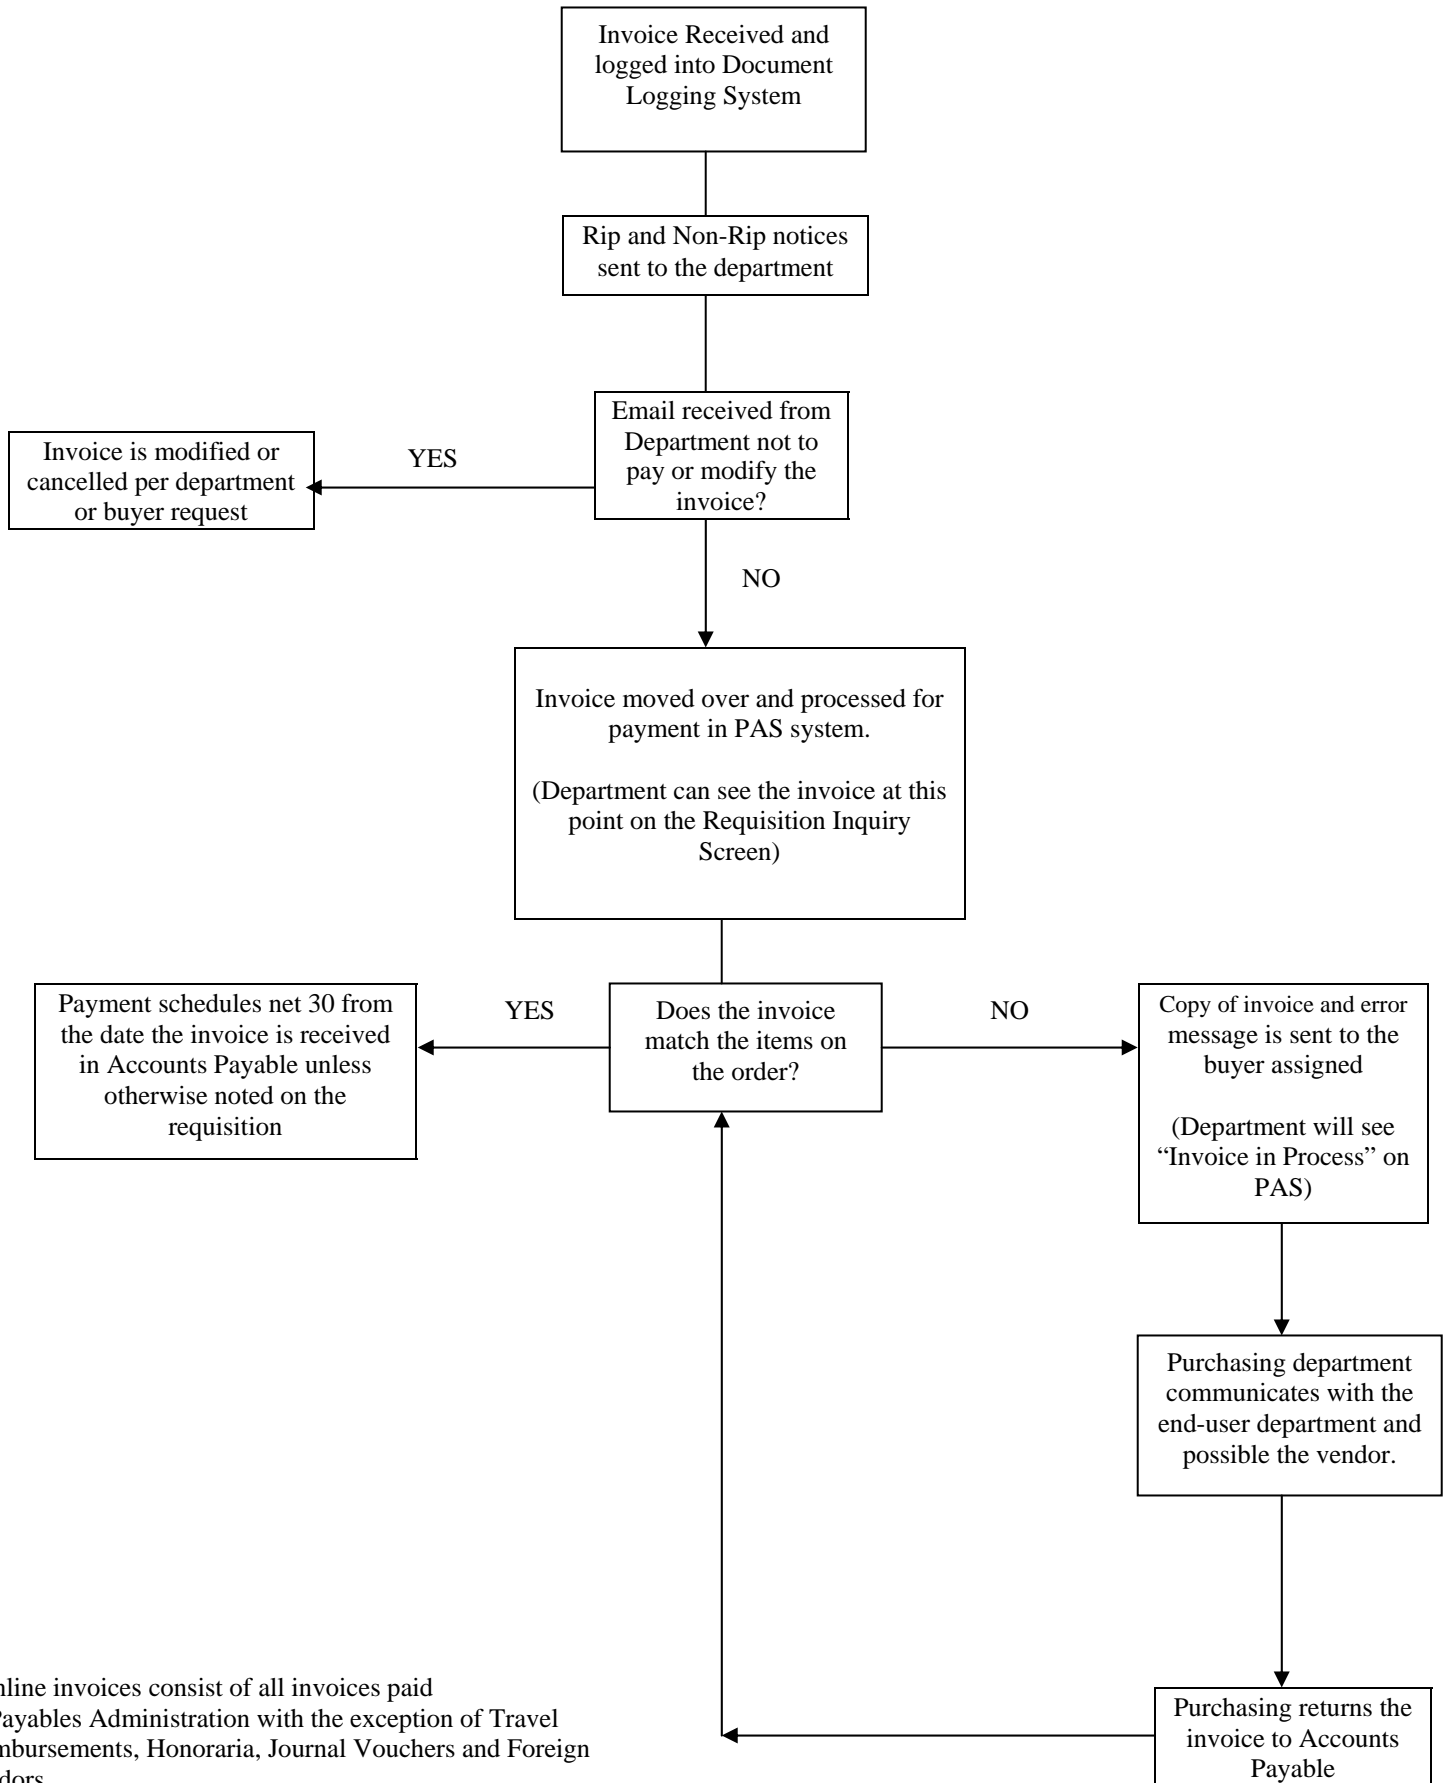 Invoice Received and
logged into Document
Logging System
Rip and Non-Rip notices
sent to the department
Email received from
Department not to
pay or modify the
invoice?
YES
Invoice is modified or
cancelled per department
or buyer request
NO
Invoice moved over and processed for
payment in PAS system.
(Department can see the invoice at this
point on the Requisition Inquiry
Screen)
Does the invoice
match the items on
the order?
YES
Payment schedules net 30 from
the date the invoice is received
in Accounts Payable unless
otherwise noted on the
requisition
NO
Copy of invoice and error
message is sent to the
buyer assigned
(Department will see
“Invoice in Process” on
PAS)
Purchasing department
communicates with the
end-user department and
possible the vendor.
Purchasing returns the
invoice to Accounts
Payable
nline invoices consist of all invoices paid
Payables Administration with the exception of Travel
mbursements, Honoraria, Journal Vouchers and Foreign
dors